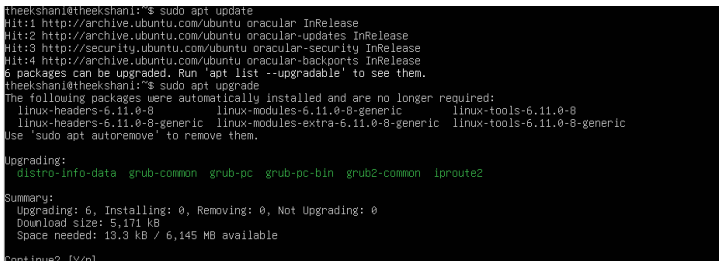 theekshani@theekshani:~$ sudo apt update
Hit:1 http://archive.ubuntu.com/ubuntu oracular InRelease
Hit:2 http://archive.ubuntu.com/ubuntu oracular-updates InRelease
Hit:3 http://security.ubuntu.com/ubuntu oracular-security InRelease
Hit:4 http://archive.ubuntu.com/ubuntu oracular-backports InRelease
6 packages can be upgraded. Run 'apt list --upgradable' to see them.
theekshani@theekshani:~$ sudo apt upgrade
The following packages were automatically installed and are no longer required:
linux-headers-6.11.0-8 linux-modules-6.11.0-8-generic linux-tools-6.11.0-8
linux-headers-6.11.0-8-generic linux-modules-extra-6.11.0-8-generic linux-tools-6.11.0-8-generic
Use 'sudo apt autoremove' to remove them.
Upgrading:
distro-info-data grub-common grub-pc grub-pc-bin grub2-common iproute2
Summary:
Upgrading: 6, Installing: 0, Removing: 0, Not Upgrading: 0
Download size: 5,171 kB
Space needed: 13.3 kB / 6,145 MB available
Continue? [Y/n]